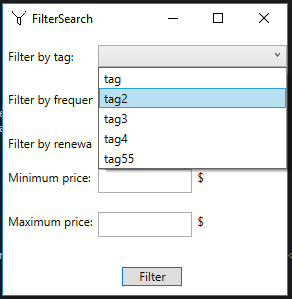 FilterSearch
Filter by tag:
tag
tag2
Filter by frequer
tag3
tag4
Filter by renewa
tag55
Minimum price: $
Maximum price: $
Filter